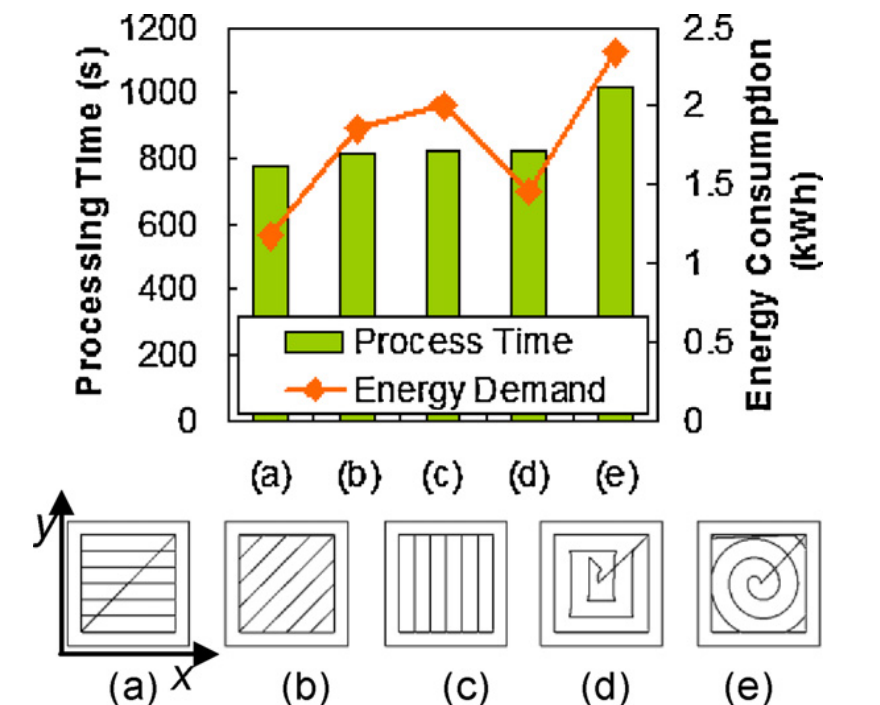 Processing Time (s)
1200
1000
800
600
400
200
0
Process Time
Energy Demand
2.5
2
1.5
1
0.5
0
Energy Consumption
(kWh)
(a) (b) (c) (d) (e)
y
x
(a) (b) (c) (d) (e)